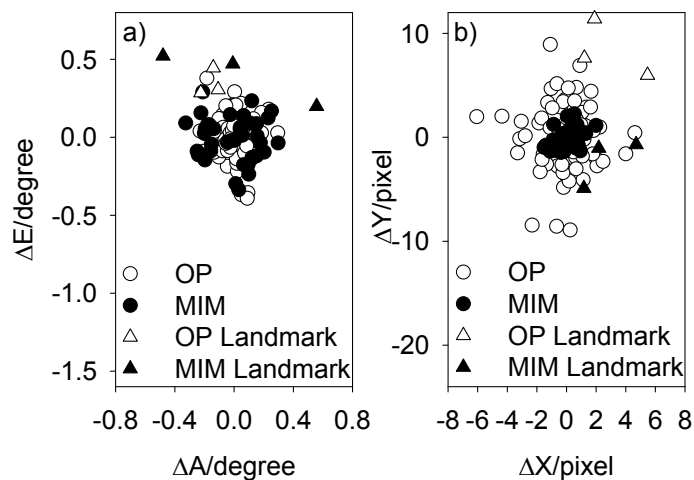 a)
ΔE/degree
0.5
0.0
-0.5
-1.0
-1.5
OP
MIM
OP Landmark
MIM Landmark
-0.8 -0.4 0.0 0.4 0.8
ΔA/degree
b)
ΔY/pixel
10
0
-10
-20
OP
MIM
OP Landmark
MIM Landmark
-8 -6 -4 -2 0 2 4 6 8
ΔX/pixel